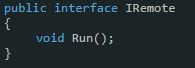 public interface IRemote
{
    void Run();
}